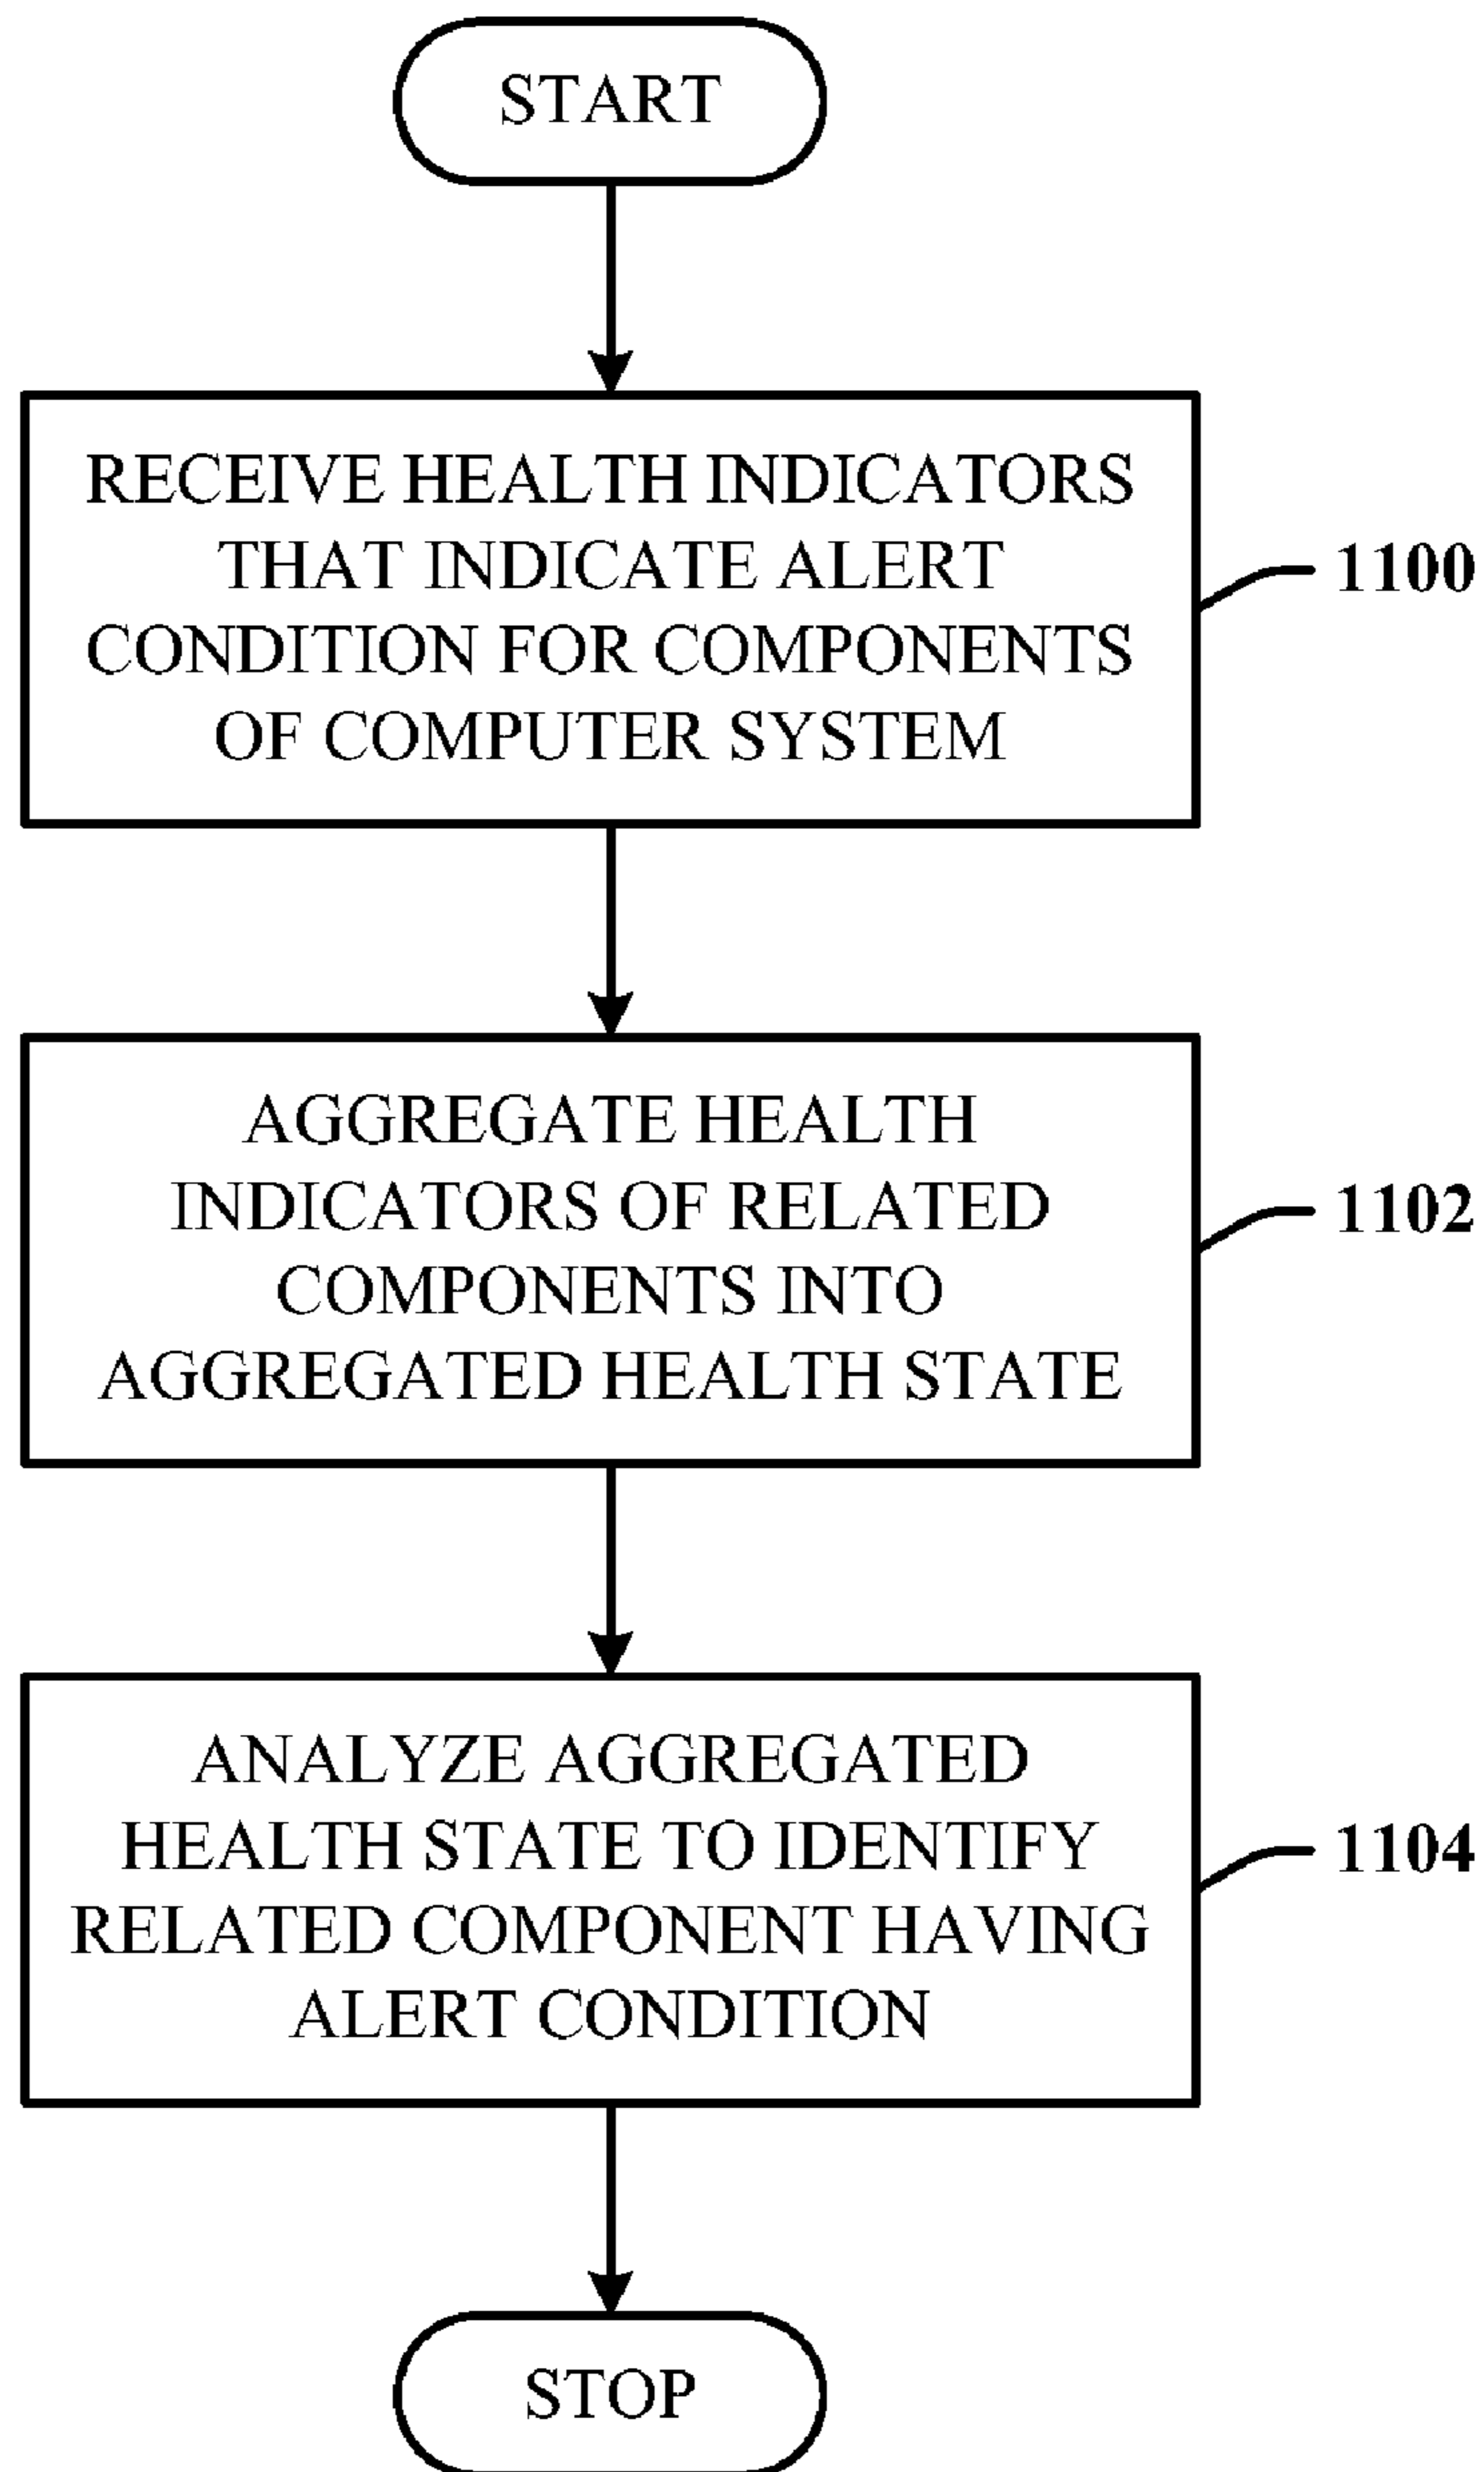 START
RECEIVE HEALTH INDICATORS
THAT INDICATE ALERT
CONDITION FOR COMPONENTS
OF COMPUTER SYSTEM
1100
AGGREGATE HEALTH
INDICATORS OF RELATED
COMPONENTS INTO
AGGREGATED HEALTH STATE
1102
ANALYZE AGGREGATED
HEALTH STATE TO IDENTIFY
RELATED COMPONENT HAVING
ALERT CONDITION
1104
STOP